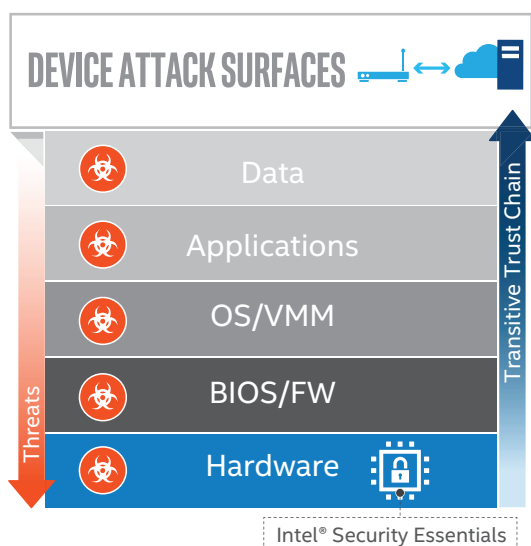 DEVICE ATTACK SURFACES
Data
Applications
OS/VMM
BIOS/FW
Hardware
Threats
Transitive Trust Chain
Intel® Security Essentials